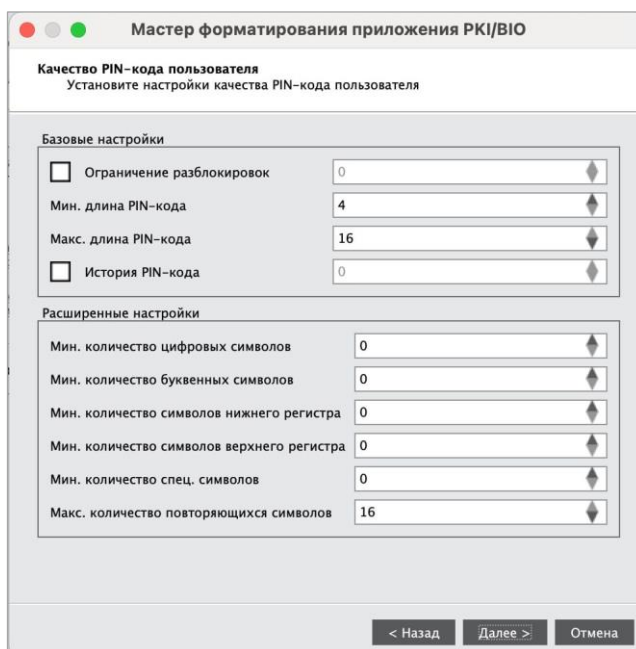 Мастер форматирования приложения PKI/BIO
Качество PIN-кода пользователя
Установите настройки качества PIN-кода пользователя
Базовые настройки
Ограничение разблокировок 0
Мин. длина PIN-кода 4
Макс. длина PIN-кода 16
История PIN-кода 0
Расширенные настройки
Мин. количество цифровых символов 0
Мин. количество буквенных символов 0
Мин. количество символов нижнего регистра 0
Мин. количество символов верхнего регистра 0
Мин. количество спец. символов 0
Макс. количество повторяющихся символов 16
< Назад Далее > Отмена